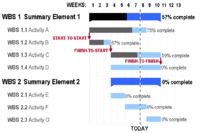 WEEKS: 1 2 3 4 5 6 7 8 9 10 11 12 13
WBS 1 Summary Element 1 57% complete
WBS 1.1 Activity A 75% complete
START-TO-START
WBS 1.2 Activity B 67% complete
FINISH-TO-START FINISH-TO-FINISH
WBS 1.3 Activity C 50% complete
WBS 1.4 Activity D 0% complete
WBS 2 Summary Element 2 0% complete
WBS 2.1 Activity E 0% complete
WBS 2.2 Activity F 0% complete
WBS 2.3 Activity G 0% complete
TODAY